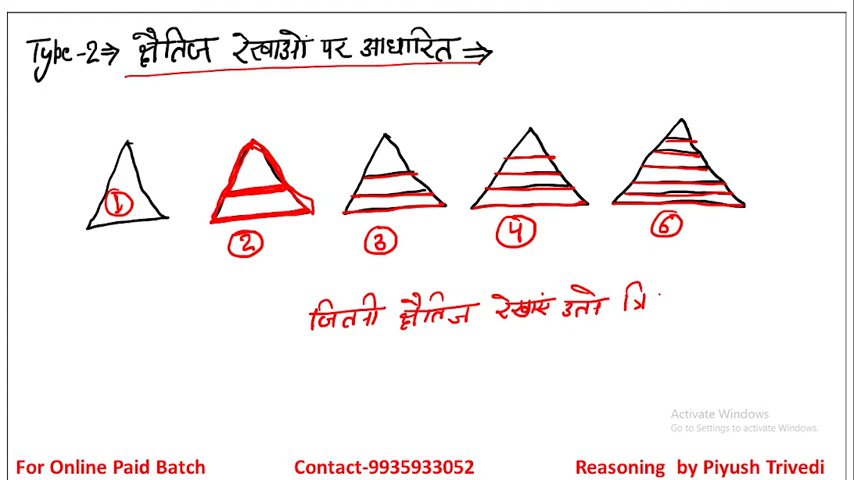 Type-2⇒ क्षैतिज रेखाओं पर आधारित ⇒
1
2 3 4 6
जितनी क्षैतिज रेखाएं उतने त्रि
Activate Windows
Go to Settings to activate Windows.
For Online Paid Batch Contact-9935933052 Reasoning by Piyush Trivedi